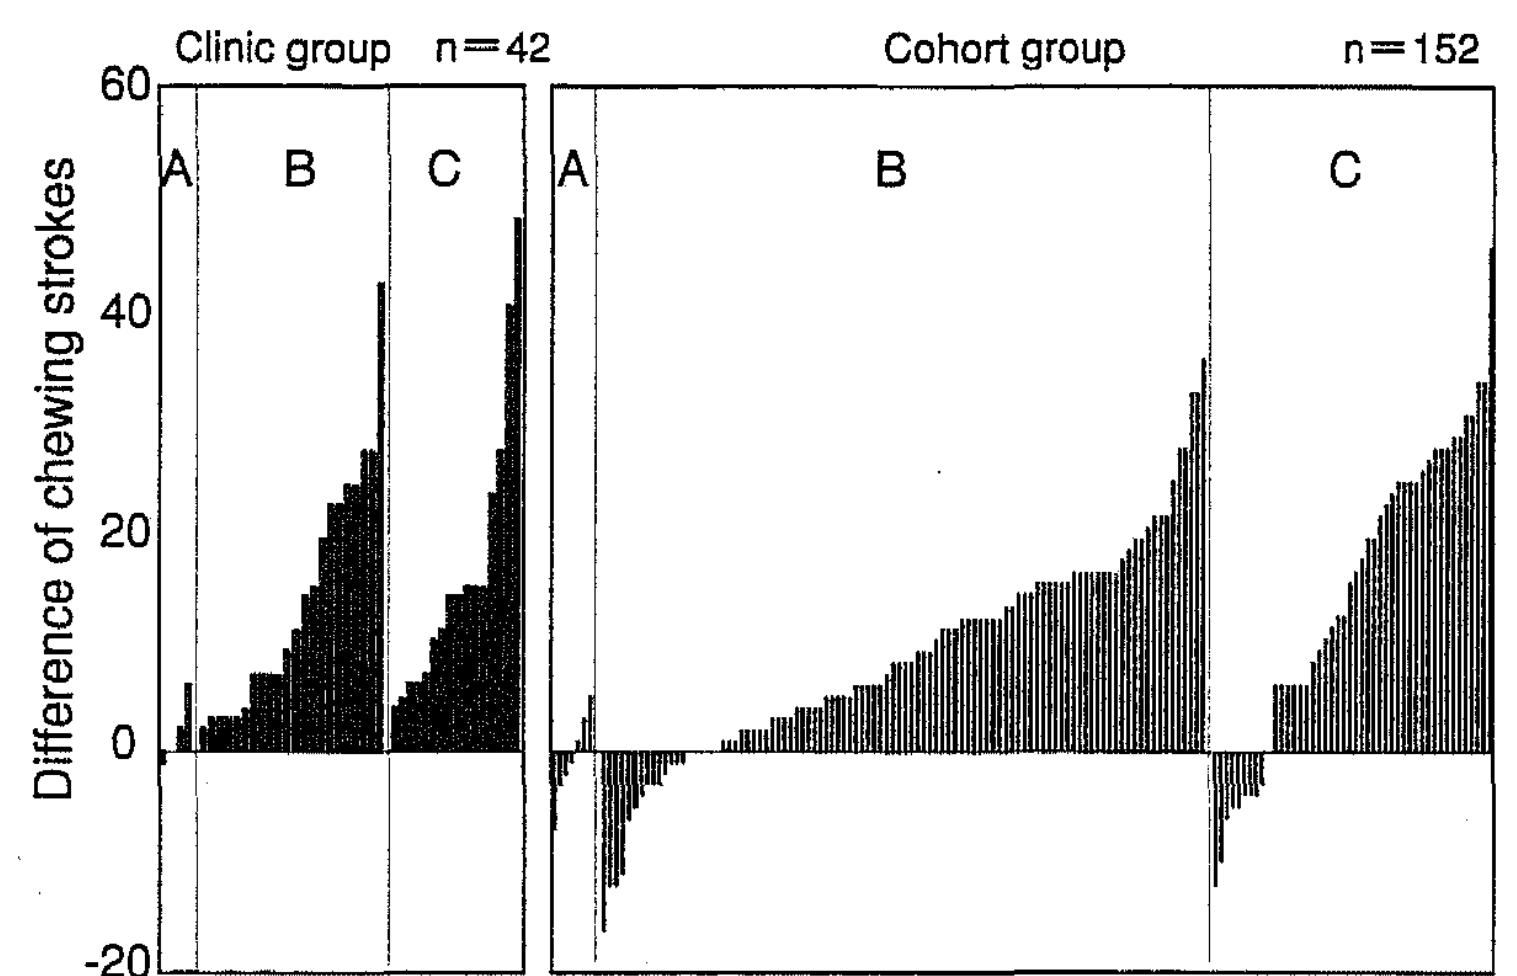 Clinic group n=42 Cohort group n=152
60
A B C A B C
40
20
0
-20
Difference of chewing strokes